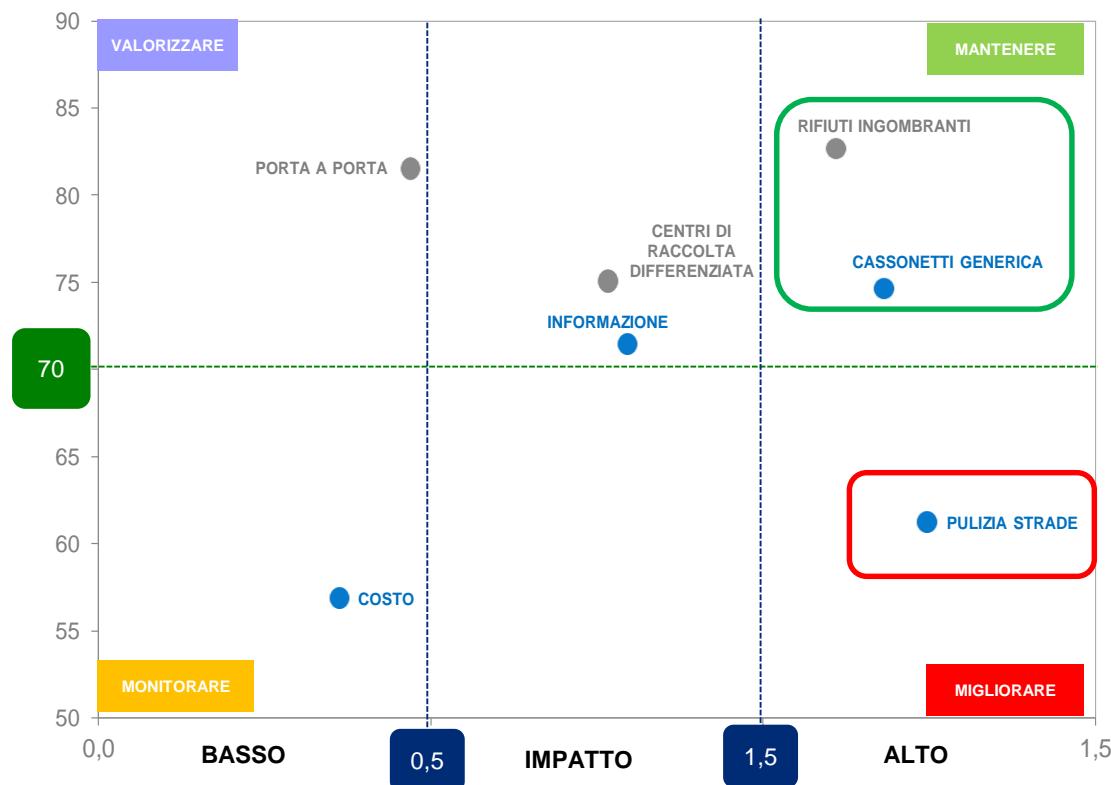 90
VALORIZZARE
MANTENERE
85
RIFIUTI INGOMBRANTI
PORTA A PORTA
80
CENTRI DI
RACCOLTA
DIFFERENZIATA
CASSONETTI GENERICA
75
INFORMAZIONE
70
65
PULIZIA STRADE
60
COSTO
55
MONITORARE
MIGLIORARE
50
0,0
BASSO
0,5
IMPATTO
1,5
ALTO
1,5